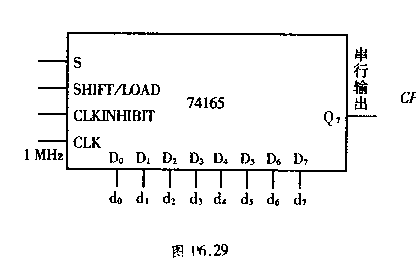 S
SHIFT/LOAD
CLKINHIBIT
CLK
1 MHz
74165
串行输出
Q₇
CP
D₀ D₁ D₂ D₃ D₄ D₅ D₆ D₇
d₀ d₁ d₂ d₃ d₄ d₅ d₆ d₇
图 P6.29